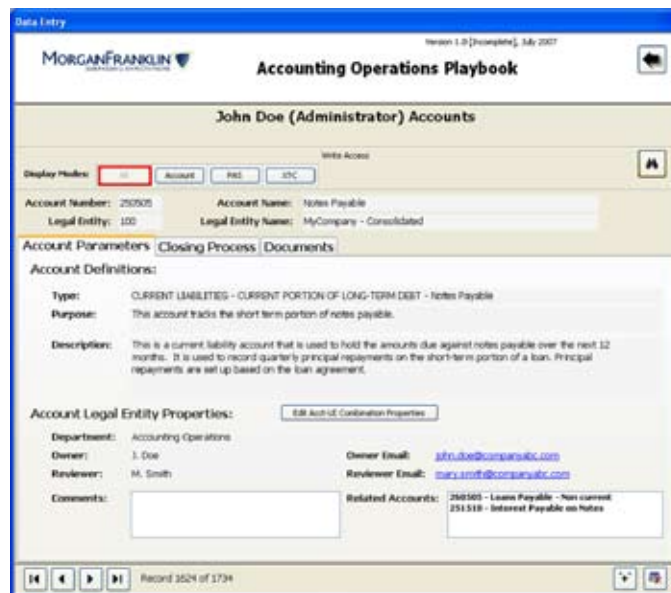 Data Entry
Version 1.0 [Incomplete], July 2007
MORGANFRANKLIN
Accounting Operations Playbook
John Doe (Administrator) Accounts
Write Access
Display Modes: All Account PAS XTC
Account Number: 250505 Account Name: Notes Payable
Legal Entity: 100 Legal Entity Name: MyCompany - Consolidated
Account Parameters Closing Process Documents
Account Definitions:
Type: CURRENT LIABILITIES - CURRENT PORTION OF LONG-TERM DEBT - Notes Payable
Purpose: This account tracks the short term portion of notes payable.
Description: This is a current liability account that is used to hold the amounts due against notes payable over the next 12
months. It is used to record quarterly principal repayments on the short-term portion of a loan. Principal
repayments are set up based on the loan agreement.
Account Legal Entity Properties: Edit Acct-LE Combination Properties
Department: Accounting Operations
Owner: J. Doe Owner Email: john.doe@companyabc.com
Reviewer: M. Smith Reviewer Email: mary.smith@companyabc.com
Comments: Related Accounts: 260505 - Loans Payable - Non current
251510 - Interest Payable on Notes
Record 1624 of 1734